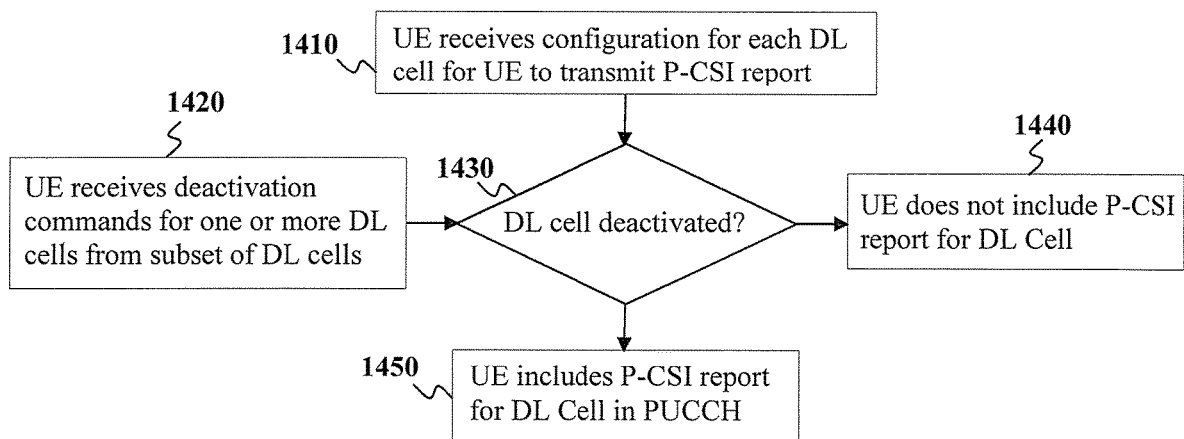 1410
UE receives configuration for each DL
cell for UE to transmit P-CSI report
1420
UE receives deactivation
commands for one or more DL
cells from subset of DL cells
1430
DL cell deactivated?
1440
UE does not include P-CSI
report for DL Cell
1450
UE includes P-CSI report
for DL Cell in PUCCH